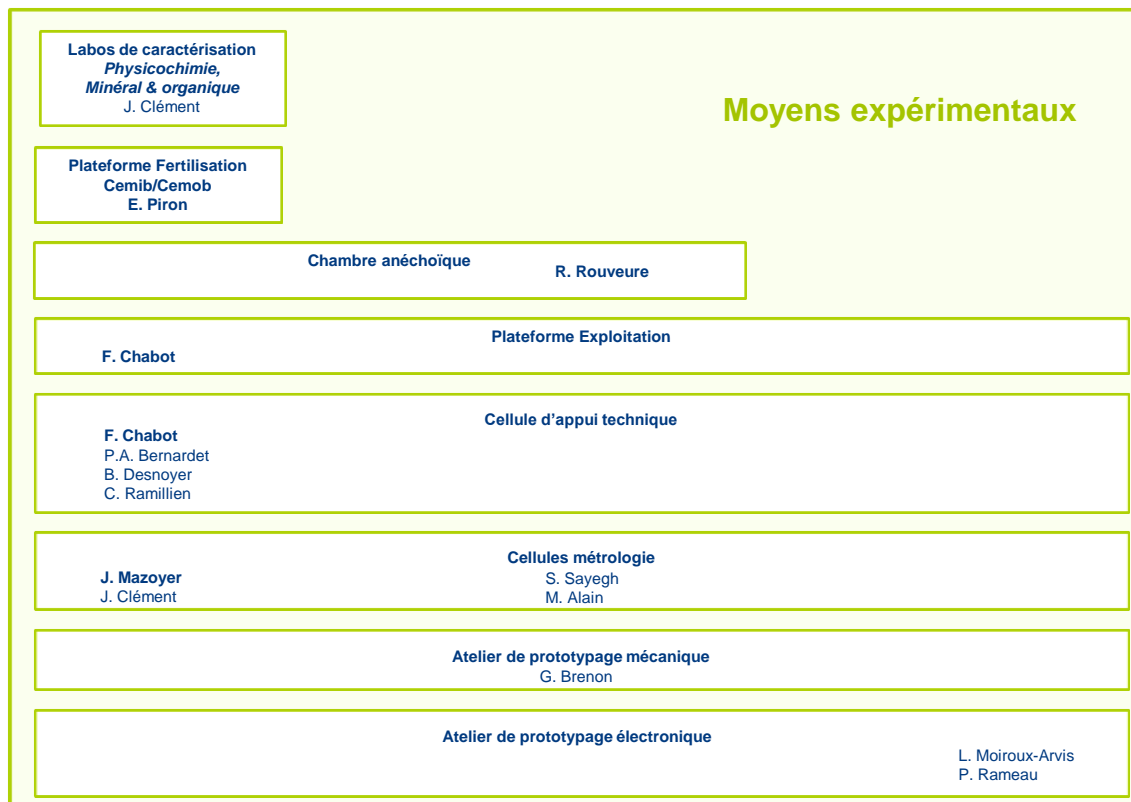 Labos de caractérisation
Physicochimie,
Minéral & organique
J. Clément
Moyens expérimentaux
Plateforme Fertilisation
Cemib/Cemob
E. Piron
Chambre anéchoïque
R. Rouveure
Plateforme Exploitation
F. Chabot
Cellule d'appui technique
F. Chabot
P.A. Bernardet
B. Desnoyer
C. Ramillien
Cellules métrologie
J. Mazoyer
J. Clément
S. Sayegh
M. Alain
Atelier de prototypage mécanique
G. Brenon
Atelier de prototypage électronique
L. Moiroux-Arvis
P. Rameau